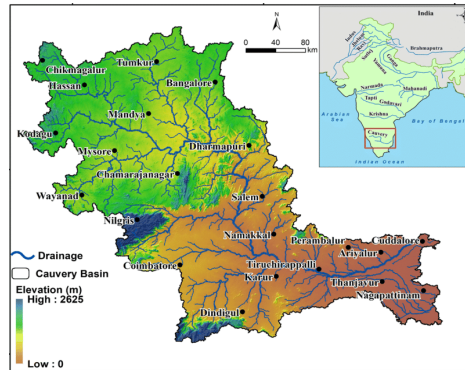 N
0 40 80
km
Chikmagalur
Tumkur
Hassan
Bangalore
Mandya
Kodagu
Dharmapuri
Mysore
Chamarajanagar
Wayanad
Salem
Nilgris
Namakkal
Perambalur
Cuddalore
Ariyalur
Coimbatore
Tiruchirappalli
Karur
Thanjavur
Nagapattinam
Dindigul
Drainage
Cauvery Basin
Elevation (m)
High : 2625
Low : 0
India
Indus
Sutlej
Yamuna
Ganga
Brahmaputra
Narmada
Mahanadi
Tapti
Godavari
Krishna
Arabian
Sea
Bay of Bengal
Cauvery
Indian Ocean